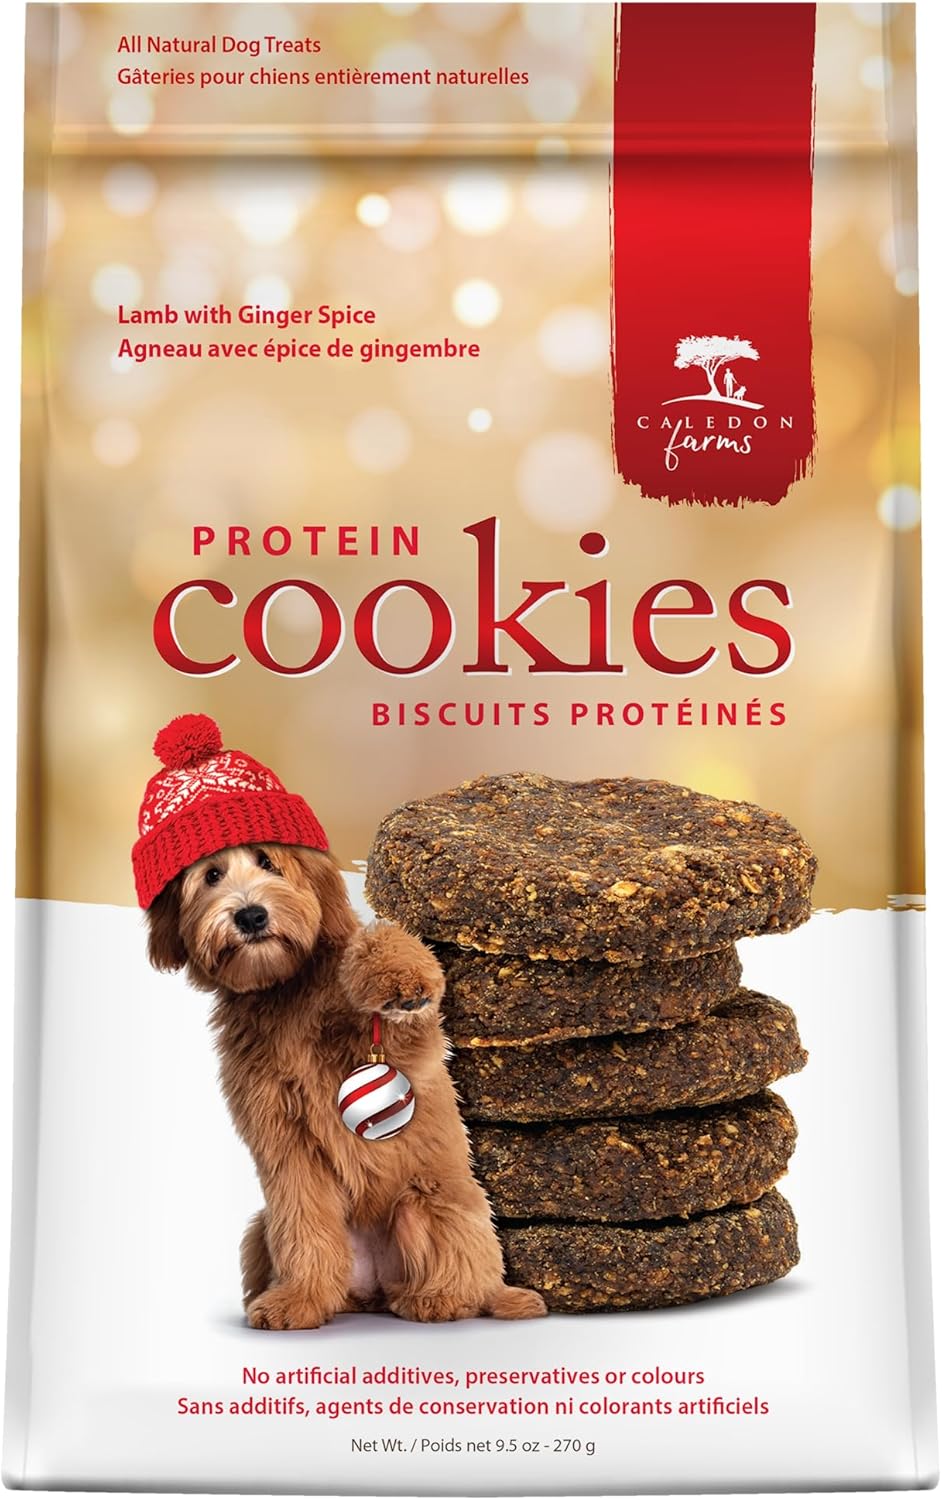 All Natural Dog Treats
Gâteries pour chiens entièrement naturelles
Lamb with Ginger Spice
Agneau avec épice de gingembre
CALEDON
farms
PROTEIN
cookies
BISCUITS PROTÉINÉS
No artificial additives, preservatives or colours
Sans additifs, agents de conservation ni colorants artificiels
Net Wt. / Poids net 9.5 oz - 270 g